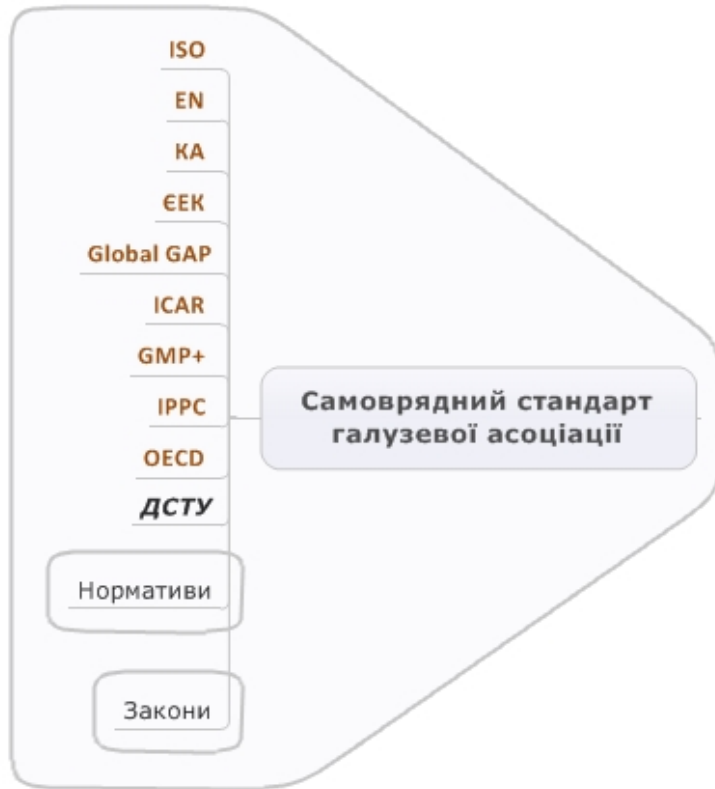 ISO
EN
КА
ЄЕК
Global GAP
ICAR
GMP+
IPPC
OECD
ДСТУ
Самоврядний стандарт
галузевої асоціації
Нормативи
Закони